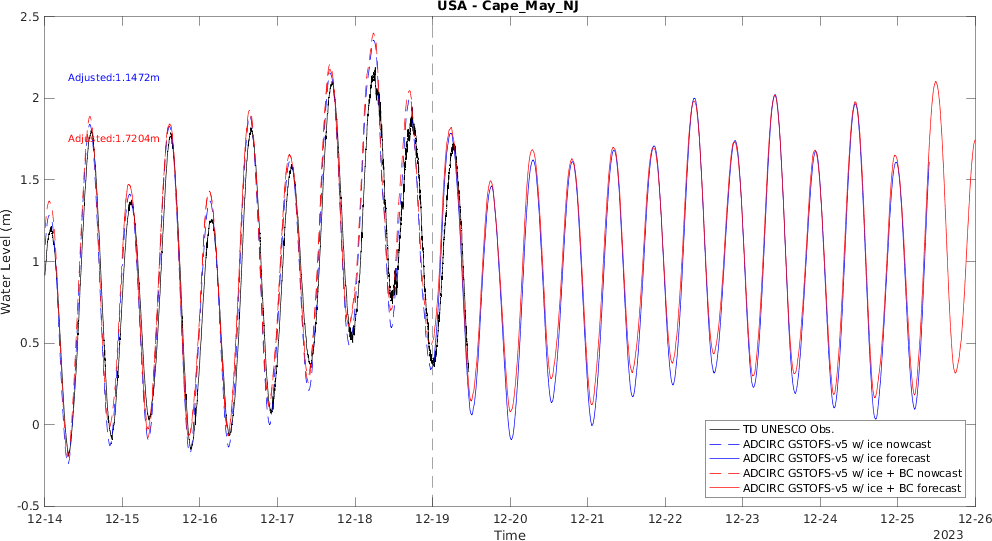 USA - Cape_May_NJ
2.5
2
1.5
1
0.5
0
-0.5
Water Level (m)
Adjusted:1.1472m
Adjusted:1.7204m
TD UNESCO Obs.
ADCIRC GSTOFS-v5 w/ ice nowcast
ADCIRC GSTOFS-v5 w/ ice forecast
ADCIRC GSTOFS-v5 w/ ice + BC nowcast
ADCIRC GSTOFS-v5 w/ ice + BC forecast
12-14 12-15 12-16 12-17 12-18 12-19 12-20 12-21 12-22 12-23 12-24 12-25 12-26
Time
2023